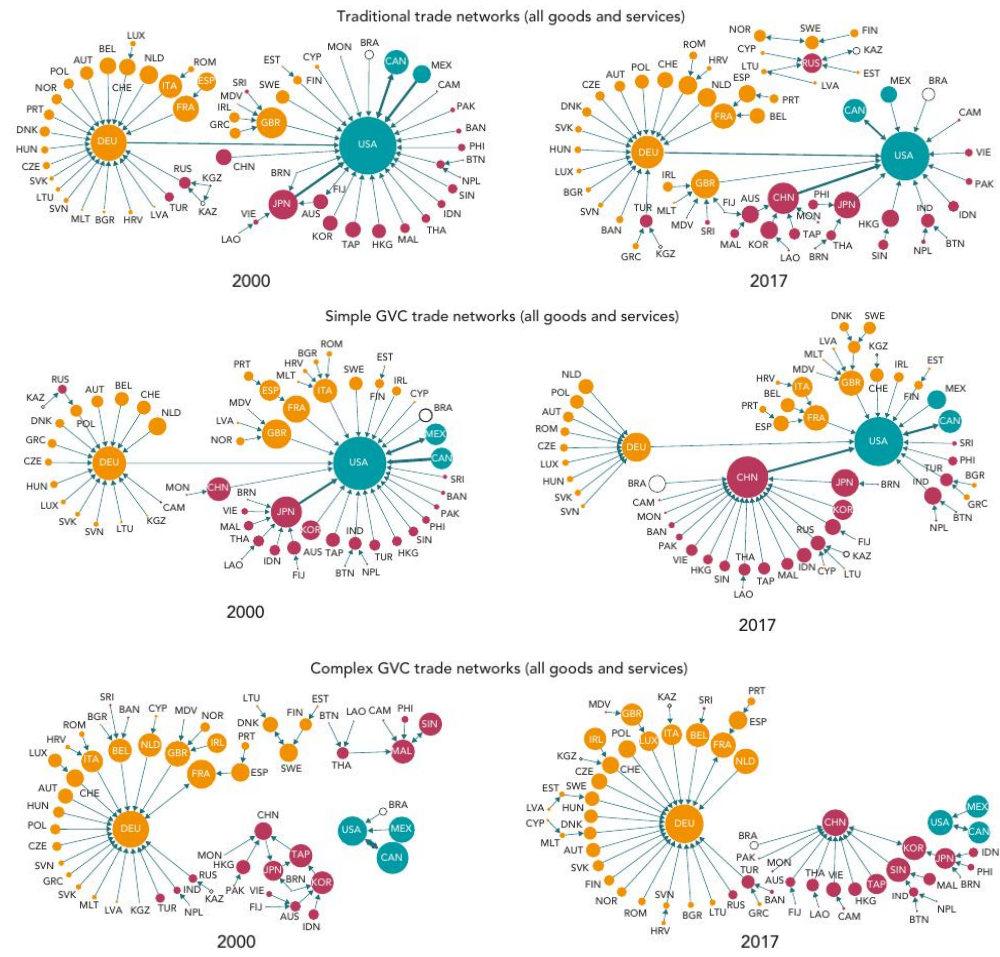 Traditional trade networks (all goods and services)
LUX
BEL
AUT
NLD
ROM
POL
CHE
ITA
ESP
NOR
FRA
PRT
DNK
DEU
HUN
CZE
SVK
LTU
SVN
MLT
BGR
HRV
LVA
TUR
RUS
KGZ
KAZ
SRI
MDV
IRL
GRC
GBR
SWE
EST
FIN
CYP
MON
BRA
CAN
MEX
CAM
PAK
BAN
PHI
BTN
NPL
SIN
IDN
THA
MAL
HKG
TAP
KOR
USA
CHN
BRN
FIJ
JPN
AUS
VIE
LAO
2000
NOR
SWE
FIN
CYP
RUS
KAZ
LTU
EST
LVA
ROM
HRV
CHE
POL
AUT
CZE
NLD
ESP
PRT
DNK
FRA
BEL
SVK
HUN
DEU
LUX
BGR
SVN
BAN
TUR
GRC
KGZ
IRL
GBR
MLT
MDV
SRI
FIJ
AUS
CHN
MAL
KOR
LAO
MON
TAP
PHI
JPN
BRN
THA
HKG
SIN
IND
NPL
BTN
IDN
PAK
VIE
CAM
BRA
MEX
CAN
USA
2017
Simple GVC trade networks (all goods and services)
RUS
KAZ
AUT
BEL
CHE
NLD
POL
DNK
GRC
CZE
DEU
HUN
LUX
SVK
SVN
LTU
KGZ
CAM
MON
CHN
PRT
ESP
MDV
LVA
NOR
GBR
FRA
MLT
HRV
BGR
ROM
ITA
SWE
EST
FIN
IRL
CYP
BRA
MEX
CAN
USA
SRI
BAN
PAK
PHI
SIN
HKG
TUR
IND
NPL
BTN
TAP
KOR
AUS
FIJ
IDN
LAO
THA
MAL
VIE
BRN
JPN
2000
NLD
POL
AUT
ROM
CZE
LUX
HUN
SVK
SVN
DEU
DNK
SWE
LVA
MLT
MDV
GBR
KGZ
CHE
IRL
FIN
EST
MEX
CAN
USA
SRI
PHI
TUR
BGR
GRC
IND
BTN
NPL
HRV
ITA
BEL
PRT
FRA
ESP
BRA
CHN
CAM
MON
BAN
PAK
VIE
HKG
SIN
THA
LAO
TAP
MAL
IDN
CYP
LTU
KAZ
RUS
FIJ
KOR
JPN
BRN
2017
Complex GVC trade networks (all goods and services)
SRI
BAN
CYP
MDV
NOR
BGR
ROM
HRV
LUX
ITA
BEL
NLD
GBR
IRL
PRT
CHE
FRA
ESP
AUT
HUN
POL
CZE
DEU
SVN
GRC
SVK
MLT
LVA
KGZ
TUR
IND
NPL
RUS
KAZ
LTU
DNK
FIN
EST
SWE
BTN
LAO
CAM
PHI
SIN
THA
MAL
CHN
MON
HKG
PAK
TAP
JPN
BRN
KOR
VIE
FIJ
AUS
IDN
BRA
USA
MEX
CAN
2000
MDV
GBR
KAZ
SRI
PRT
ESP
IRL
POL
LUX
ITA
BEL
FRA
NLD
KGZ
CHE
CZE
EST
SWE
LVA
HUN
CYP
DNK
MLT
AUT
DEU
SVK
FIN
NOR
ROM
SVN
HRV
BGR
LTU
RUS
GRC
BAN
TUR
PAK
BRA
MON
AUS
FIJ
THA
LAO
VIE
CAM
HKG
TAP
CHN
SIN
IND
BTN
NPL
MAL
KOR
JPN
BRN
PHI
IDN
USA
MEX
CAN
2017